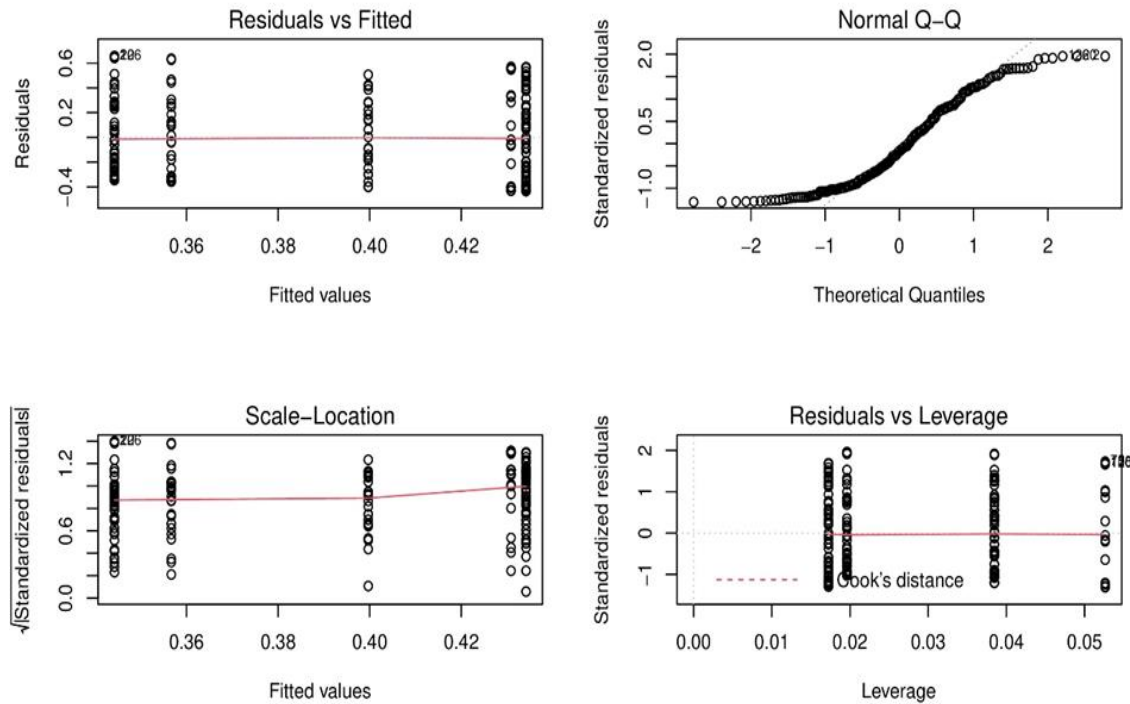 Residuals vs Fitted
Residuals
0.6
0.2
−0.4
0.36
0.40
0.42
Fitted values
Normal Q−Q
Standardized residuals
2.0
0.5
−1.0
−2
−1
0
1
2
Theoretical Quantiles
Scale−Location
√|Standardized residuals|
1.2
0.6
0.0
0.36
0.40
0.42
Fitted values
Residuals vs Leverage
Standardized residuals
2
1
0
−1
Cook's distance
0.00
0.01
0.02
0.03
0.04
0.05
Leverage